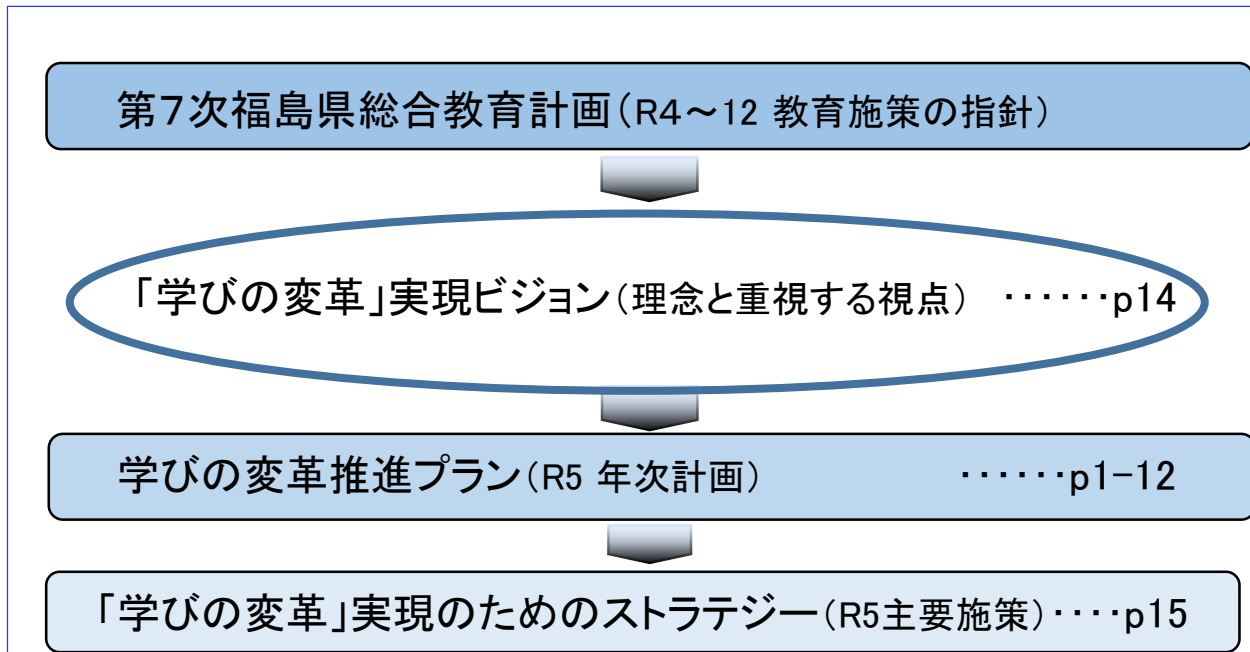 第7次福島県総合教育計画（R4～12 教育施策の指針）
「学びの変革」実現ビジョン（理念と重視する視点） ‥‥‥p14
学びの変革推進プラン（R5 年次計画） ‥‥‥p1-12
「学びの変革」実現のためのストラテジー（R5主要施策）‥‥p15